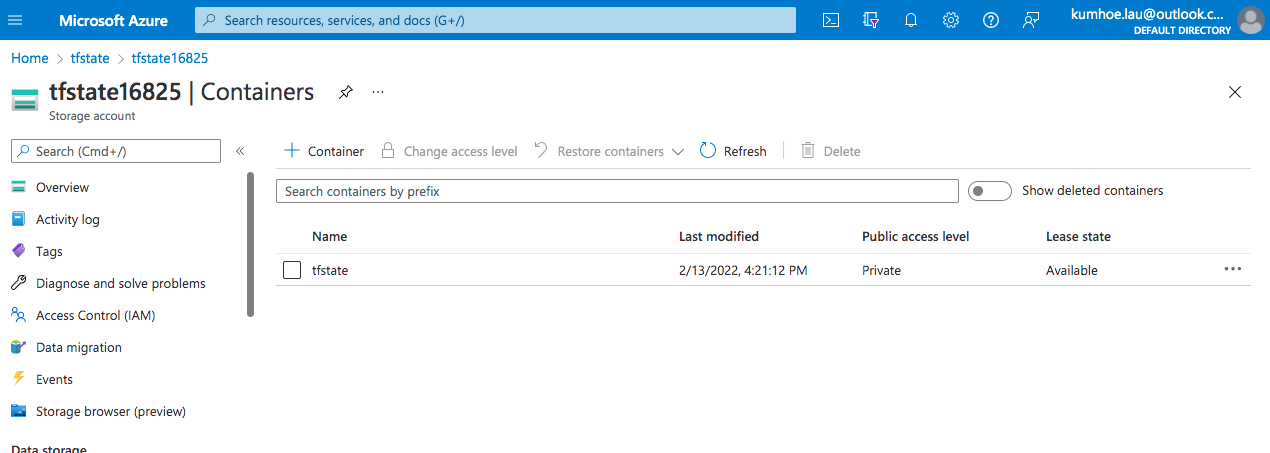 Microsoft Azure
Search resources, services, and docs (G+/)
kumhoe.lau@outlook.c...
DEFAULT DIRECTORY
Home > tfstate > tfstate16825
tfstate16825 | Containers
Storage account
Search (Cmd+/)
Container Change access level Restore containers Refresh Delete
Overview
Search containers by prefix
Show deleted containers
Activity log
Tags
Name Last modified Public access level Lease state
Diagnose and solve problems
tfstate 2/13/2022, 4:21:12 PM Private Available
Access Control (IAM)
Data migration
Events
Storage browser (preview)
Data storage